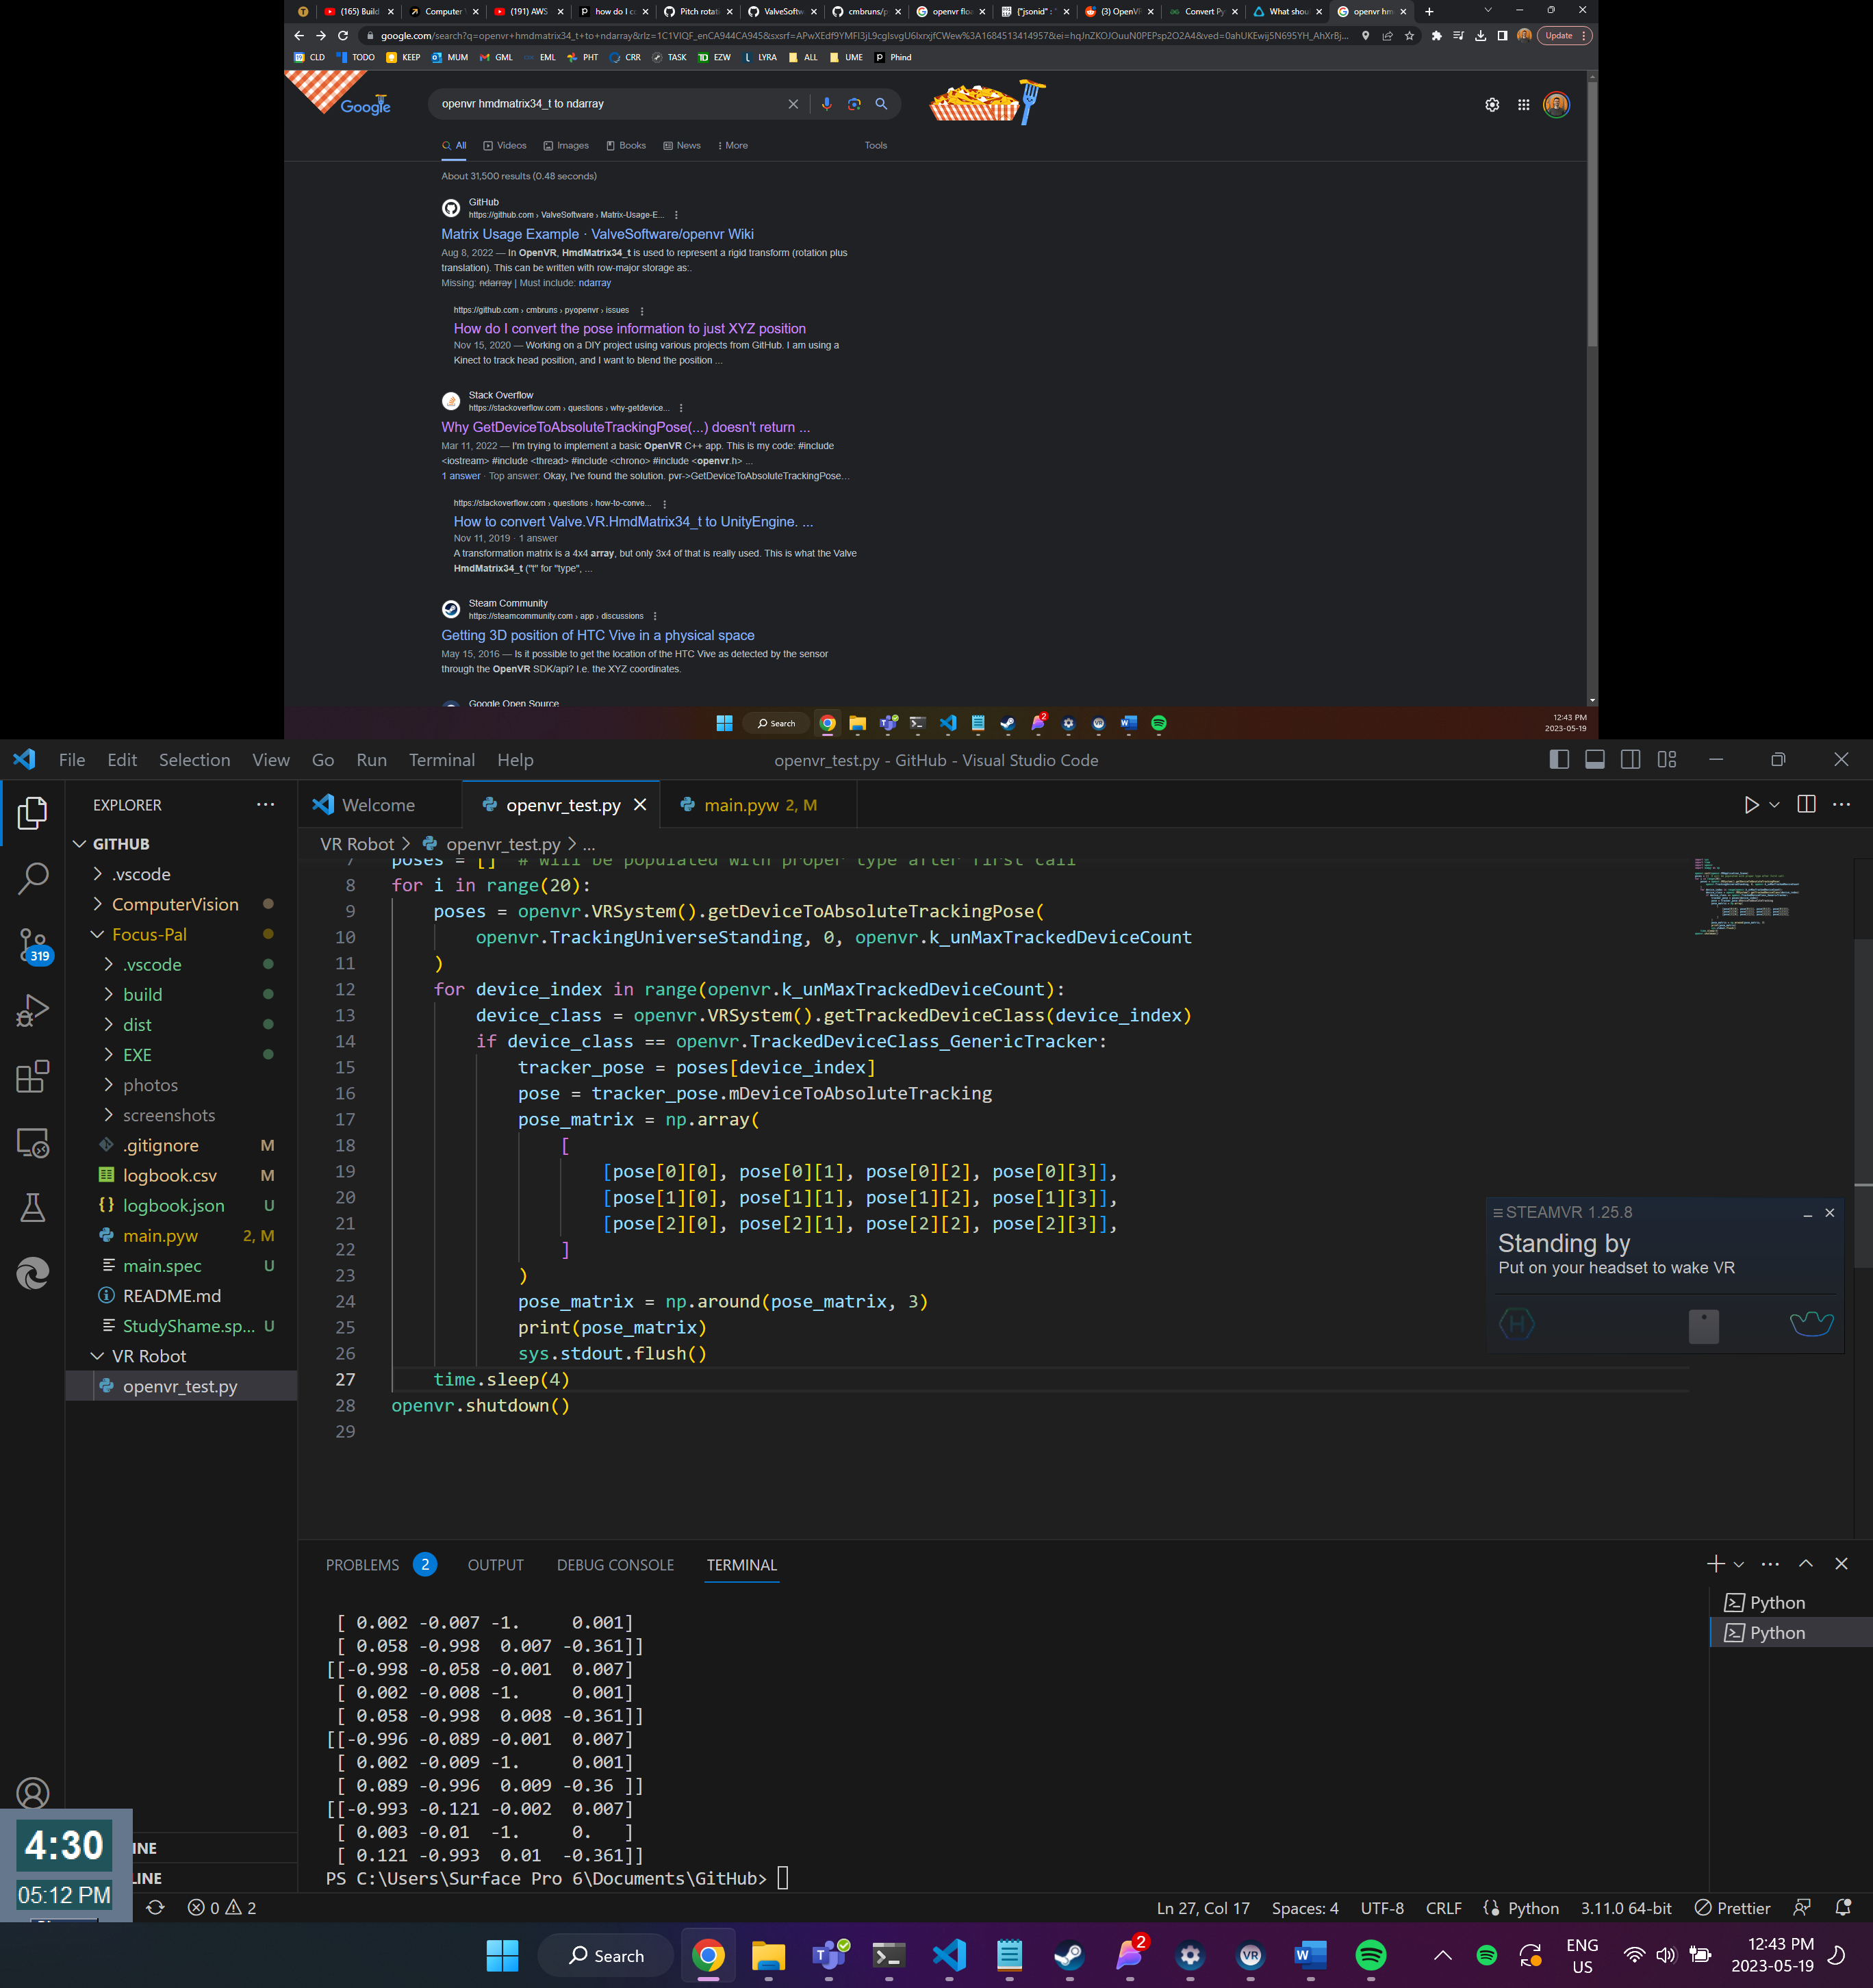 (165) Build
Computer
(191) AWS
how do I c
Pitch rotati
ValveSoftw
cmbruns/p
openvr floa
["jsonid" : "
(3) OpenV
Convert Py
What shou
openvr hm
Update
CLD
TODO
KEEP
MUM
GML
EML
PHT
CRR
TASK
EZW
LYRA
ALL
UME
Phind
Google
openvr hmdmatrix34_t to ndarray
All
Videos
Images
Books
News
More
Tools
About 31,500 results (0.48 seconds)
GitHub
https://github.com › ValveSoftware › Matrix-Usage-E...
Matrix Usage Example · ValveSoftware/openvr Wiki
Aug 8, 2022 — In OpenVR, HmdMatrix34_t is used to represent a rigid transform (rotation plus
translation). This can be written with row-major storage as:.
Missing: ndarray | Must include: ndarray
https://github.com › cmbruns › pyopenvr › issues
How do I convert the pose information to just XYZ position
Nov 15, 2020 — Working on a DIY project using various projects from GitHub. I am using a
Kinect to track head position, and I want to blend the position ...
Stack Overflow
https://stackoverflow.com › questions › why-getdevice...
Why GetDeviceToAbsoluteTrackingPose(...) doesn't return ...
Mar 11, 2022 — I'm trying to implement a basic OpenVR C++ app. This is my code: #include
<iostream> #include <thread> #include <chrono> #include <openvr.h> ...
1 answer · Top answer: Okay, I've found the solution. pvr->GetDeviceToAbsoluteTrackingPose...
https://stackoverflow.com › questions › how-to-conve...
How to convert Valve.VR.HmdMatrix34_t to UnityEngine. ...
Nov 11, 2019 · 1 answer
A transformation matrix is a 4x4 array, but only 3x4 of that is really used. This is what the Valve
HmdMatrix34_t ("t" for "type", ...
Steam Community
https://steamcommunity.com › app › discussions
Getting 3D position of HTC Vive in a physical space
May 15, 2016 — Is it possible to get the location of the HTC Vive as detected by the sensor
through the OpenVR SDK/api? I.e. the XYZ coordinates.
Google Open Source
Search
12:43 PM
2023-05-19
File Edit Selection View Go Run Terminal Help
openvr_test.py - GitHub - Visual Studio Code
EXPLORER
GITHUB
.vscode
ComputerVision
Focus-Pal
.vscode
build
dist
EXE
photos
screenshots
.gitignore M
logbook.csv M
logbook.json U
main.pyw 2, M
main.spec U
README.md
StudyShame.sp... U
VR Robot
openvr_test.py
319
Welcome
openvr_test.py
main.pyw 2, M
VR Robot > openvr_test.py > ...
7 poses = [] # will be populated with proper type after first call
8 for i in range(20):
9 poses = openvr.VRSystem().getDeviceToAbsoluteTrackingPose(
10 openvr.TrackingUniverseStanding, 0, openvr.k_unMaxTrackedDeviceCount
11 )
12 for device_index in range(openvr.k_unMaxTrackedDeviceCount):
13 device_class = openvr.VRSystem().getTrackedDeviceClass(device_index)
14 if device_class == openvr.TrackedDeviceClass_GenericTracker:
15 tracker_pose = poses[device_index]
16 pose = tracker_pose.mDeviceToAbsoluteTracking
17 pose_matrix = np.array(
18 [
19 [pose[0][0], pose[0][1], pose[0][2], pose[0][3]],
20 [pose[1][0], pose[1][1], pose[1][2], pose[1][3]],
21 [pose[2][0], pose[2][1], pose[2][2], pose[2][3]],
22 ]
23 )
24 pose_matrix = np.around(pose_matrix, 3)
25 print(pose_matrix)
26 sys.stdout.flush()
27 time.sleep(4)
28 openvr.shutdown()
29
STEAMVR 1.25.8
Standing by
Put on your headset to wake VR
PROBLEMS 2 OUTPUT DEBUG CONSOLE TERMINAL
[ 0.002 -0.007 -1. 0.001]
[ 0.058 -0.998 0.007 -0.361]]
[[-0.998 -0.058 -0.001 0.007]
[ 0.002 -0.008 -1. 0.001]
[ 0.058 -0.998 0.008 -0.361]]
[[-0.996 -0.089 -0.001 0.007]
[ 0.002 -0.009 -1. 0.001]
[ 0.089 -0.996 0.009 -0.36 ]]
[[-0.993 -0.121 -0.002 0.007]
[ 0.003 -0.01 -1. 0. ]
[ 0.121 -0.993 0.01 -0.361]]
PS C:\Users\Surface Pro 6\Documents\GitHub>
Python
Python
4:30
05:12 PM
INE
LINE
0 2
Ln 27, Col 17 Spaces: 4 UTF-8 CRLF Python 3.11.0 64-bit Prettier
Search
2
ENG
US
12:43 PM
2023-05-19